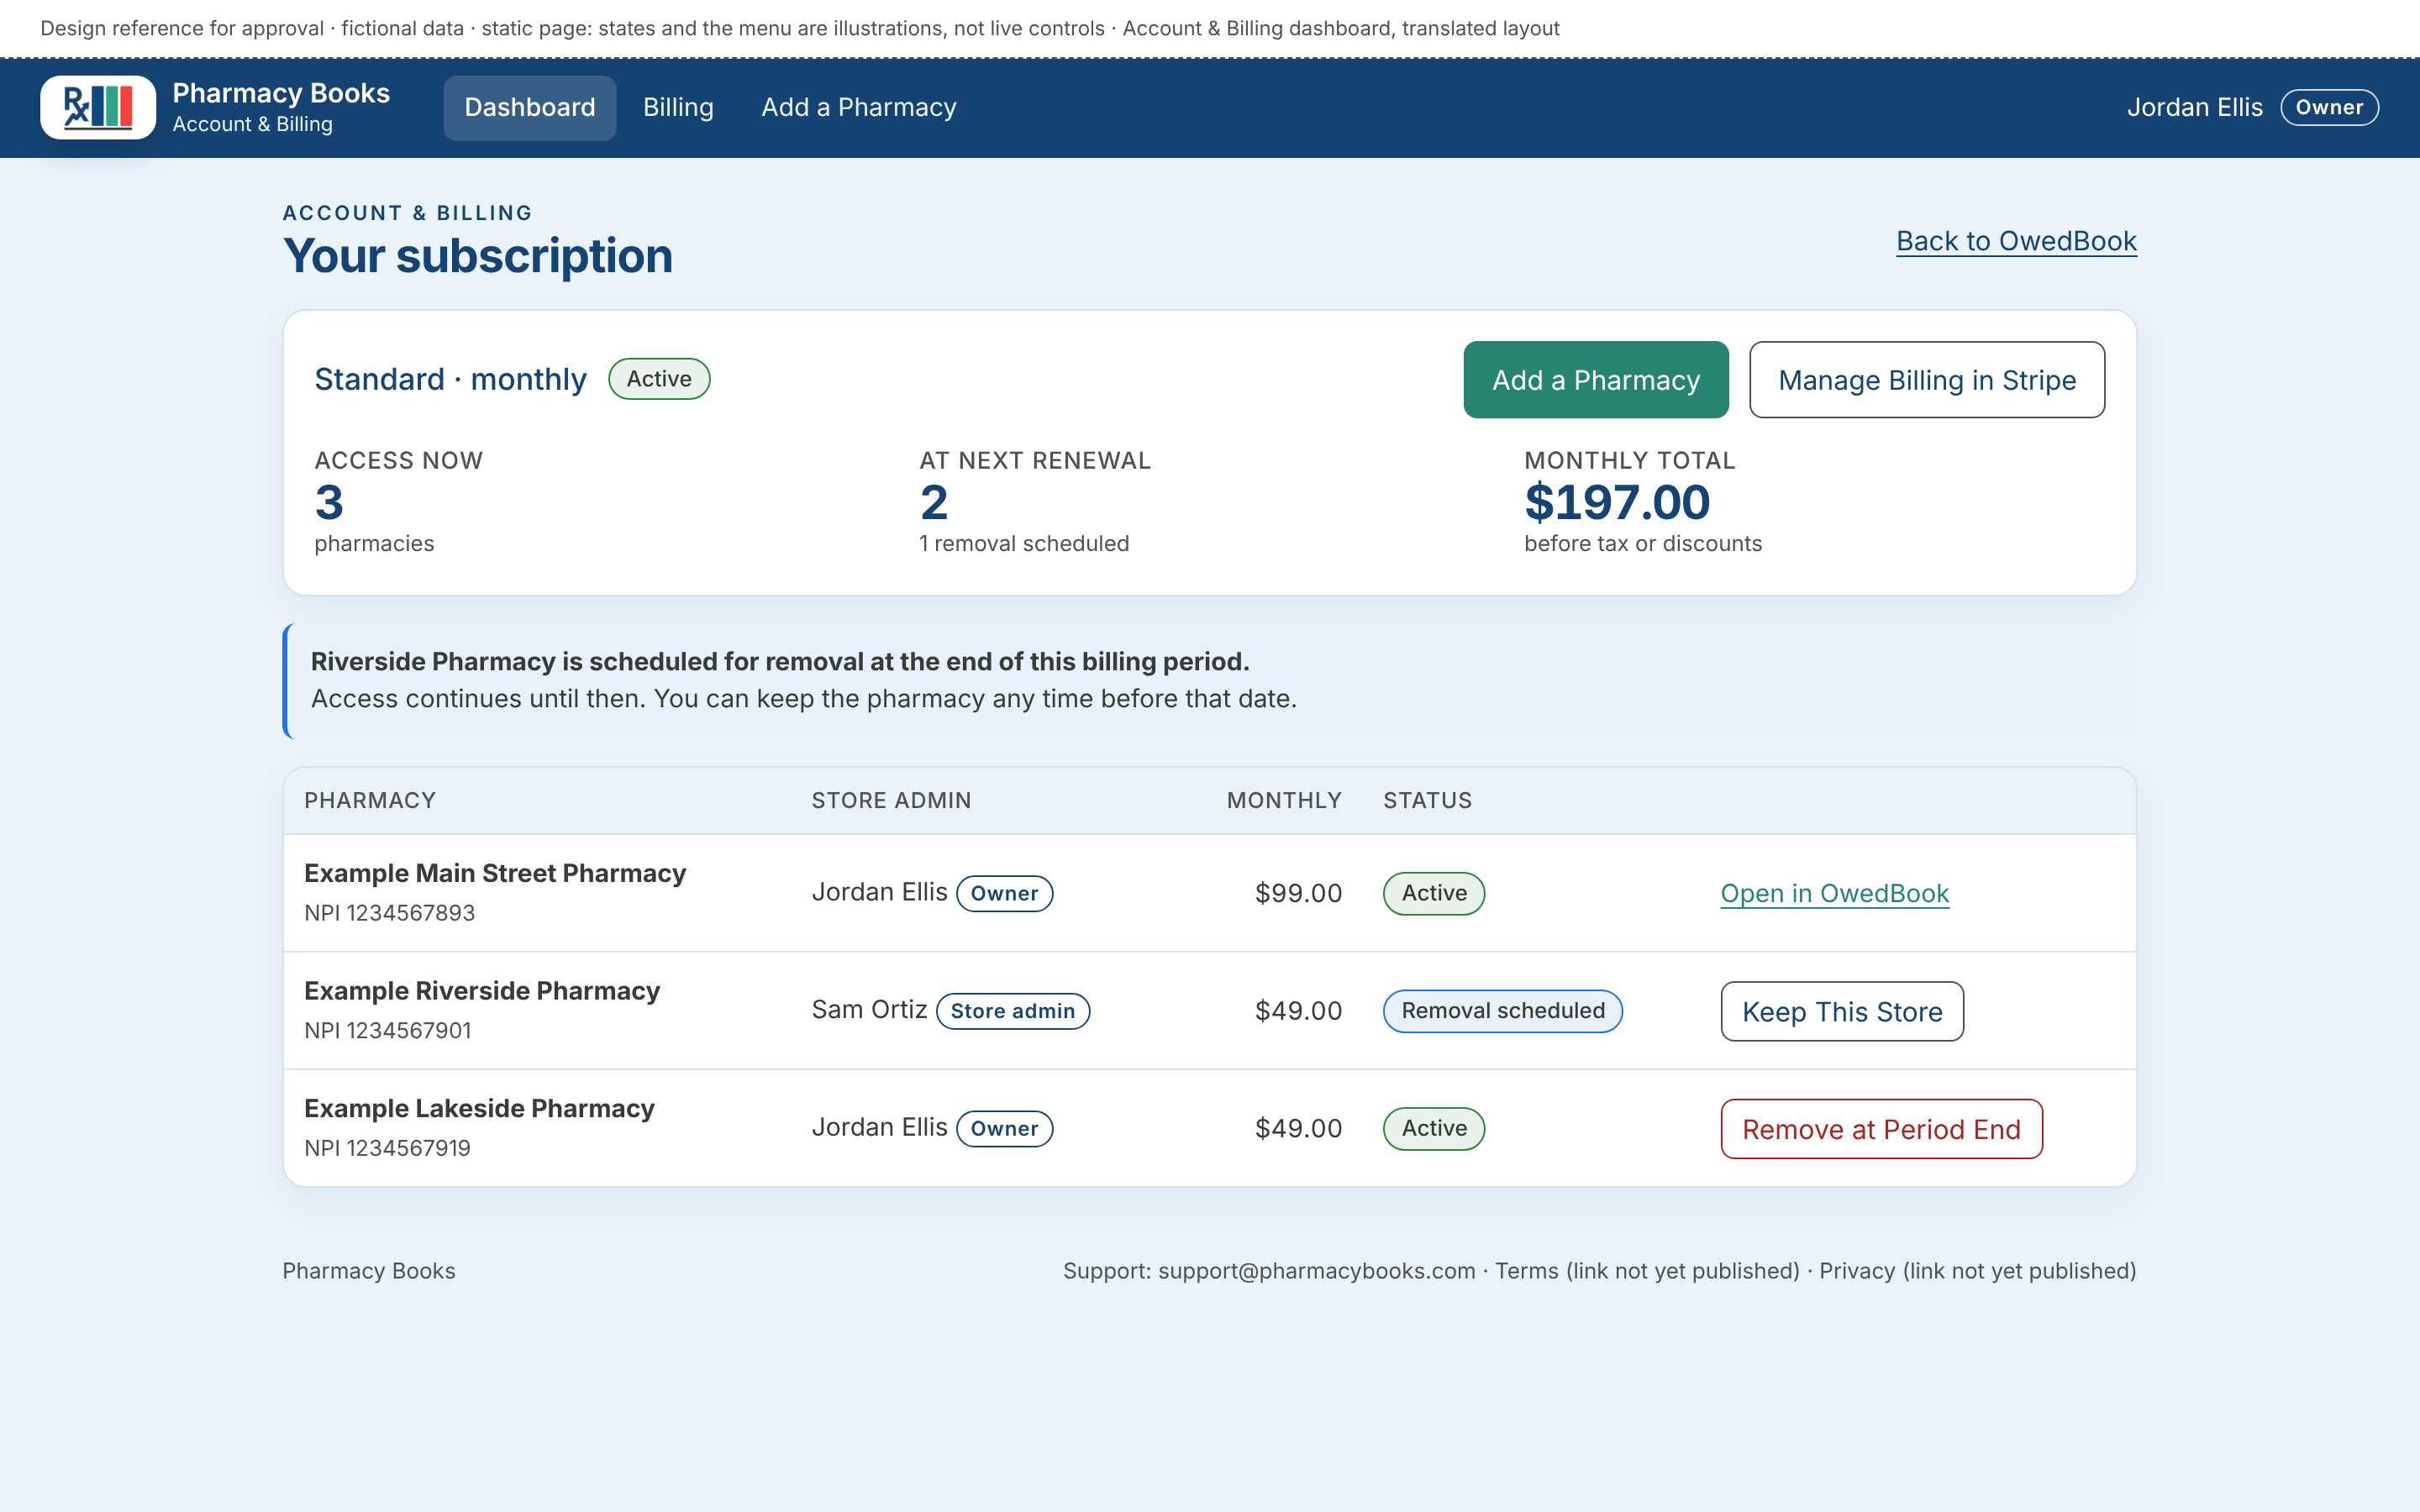 Design reference for approval · fictional data · static page: states and the menu are illustrations, not live controls · Account & Billing dashboard, translated layout
Rx
Pharmacy Books
Account & Billing
Dashboard
Billing
Add a Pharmacy
Jordan Ellis
Owner
ACCOUNT & BILLING
Your subscription
Back to OwedBook
Standard · monthly
Active
Add a Pharmacy
Manage Billing in Stripe
ACCESS NOW
3
pharmacies
AT NEXT RENEWAL
2
1 removal scheduled
MONTHLY TOTAL
$197.00
before tax or discounts
Riverside Pharmacy is scheduled for removal at the end of this billing period.
Access continues until then. You can keep the pharmacy any time before that date.
PHARMACY STORE ADMIN MONTHLY STATUS
Example Main Street Pharmacy
NPI 1234567893
Jordan Ellis Owner
$99.00
Active
Open in OwedBook
Example Riverside Pharmacy
NPI 1234567901
Sam Ortiz Store admin
$49.00
Removal scheduled
Keep This Store
Example Lakeside Pharmacy
NPI 1234567919
Jordan Ellis Owner
$49.00
Active
Remove at Period End
Pharmacy Books
Support: support@pharmacybooks.com · Terms (link not yet published) · Privacy (link not yet published)